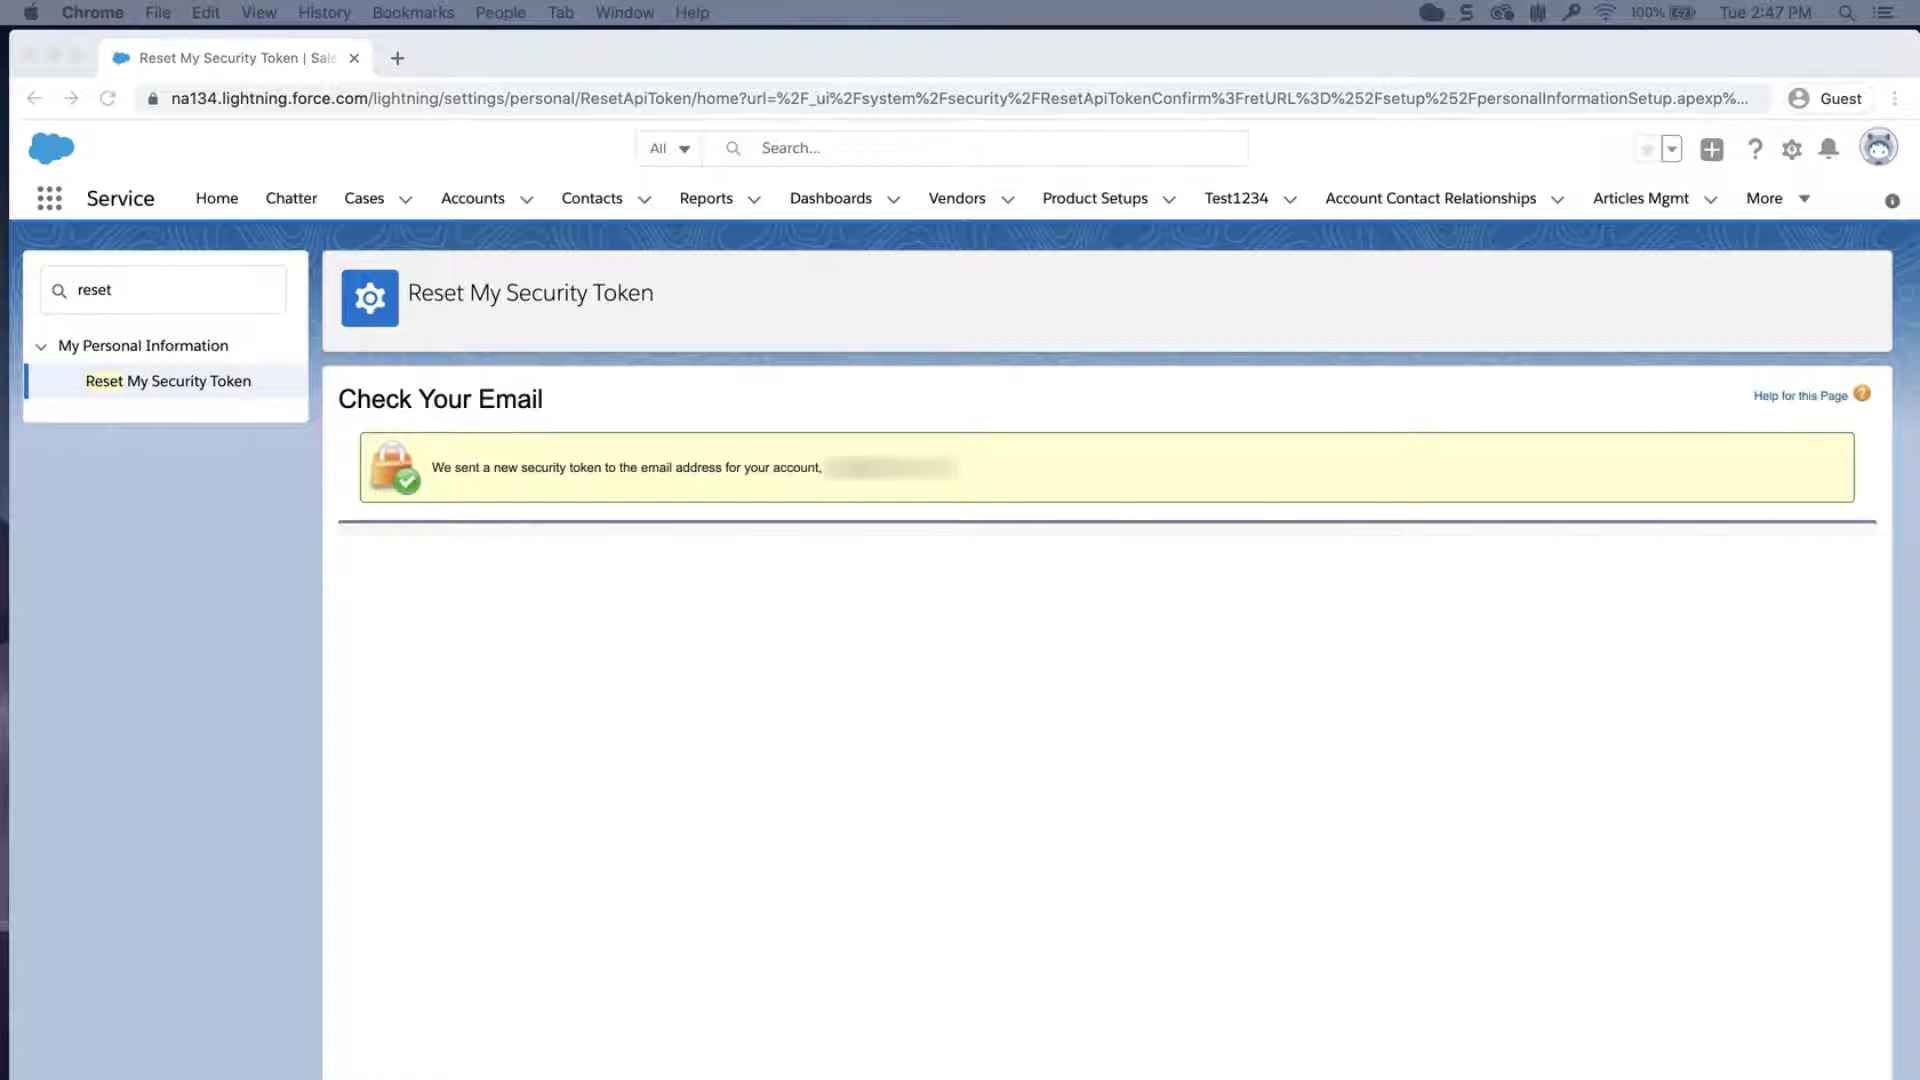 Chrome File Edit View History Bookmarks People Tab Window Help 100% Tue 2:47 PM
Reset My Security Token | Sale
na134.lightning.force.com/lightning/settings/personal/ResetApiToken/home?url=%2F_ui%2Fsystem%2Fsecurity%2FResetApiTokenConfirm%3FretURL%3D%252Fsetup%252FpersonalInformationSetup.apexp%... Guest
All Search...
Service Home Chatter Cases Accounts Contacts Reports Dashboards Vendors Product Setups Test1234 Account Contact Relationships Articles Mgmt More
reset
My Personal Information
Reset My Security Token
Reset My Security Token
Check Your Email
Help for this Page
We sent a new security token to the email address for your account,